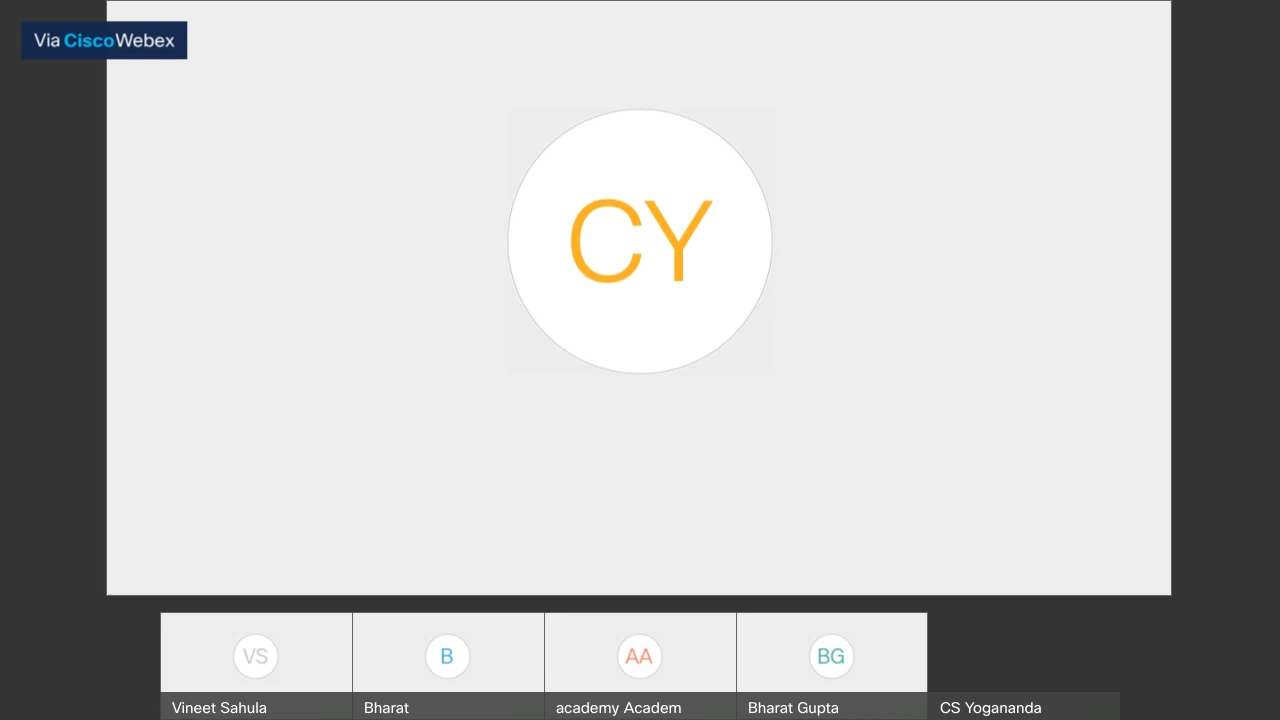 Via CiscoWebex
CY
VS
B
AA
BG
Vineet Sahula
Bharat
academy Academ
Bharat Gupta
CS Yogananda